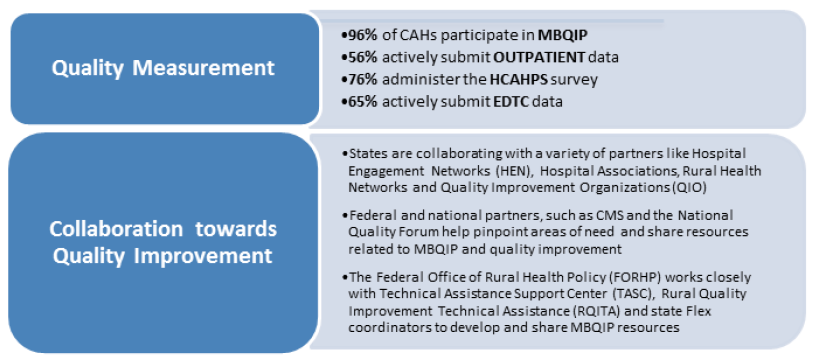 Quality Measurement
•96% of CAHs participate in MBQIP
•56% actively submit OUTPATIENT data
•76% administer the HCAHPS survey
•65% actively submit EDTC data
Collaboration towards
Quality Improvement
•States are collaborating with a variety of partners like Hospital
Engagement Networks (HEN), Hospital Associations, Rural Health
Networks and Quality Improvement Organizations (QIO)
•Federal and national partners, such as CMS and the National
Quality Forum help pinpoint areas of need and share resources
related to MBQIP and quality improvement
•The Federal Office of Rural Health Policy (FORHP) works closely
with Technical Assistance Support Center (TASC), Rural Quality
Improvement Technical Assistance (RQITA) and state Flex
coordinators to develop and share MBQIP resources